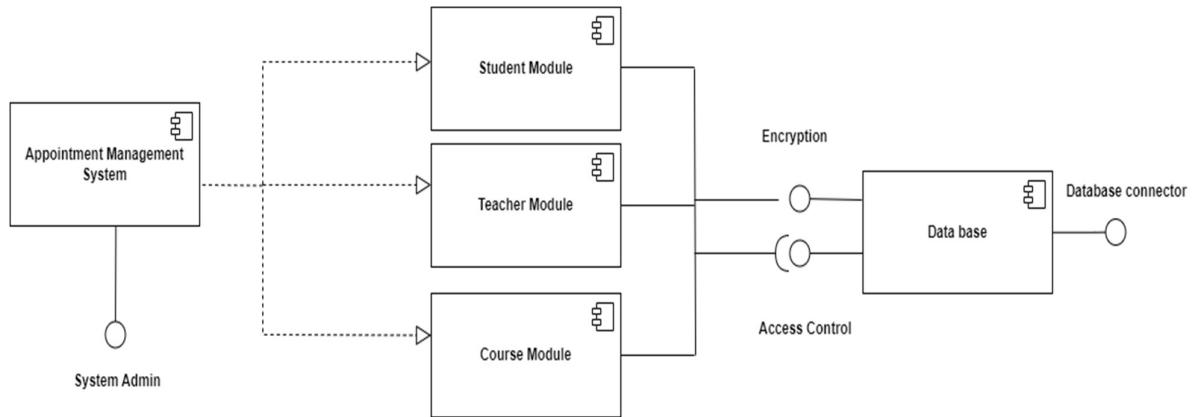 Student Module
Encryption
Appointment Management
System
Teacher Module
Database connector
Data base
Access Control
Course Module
System Admin